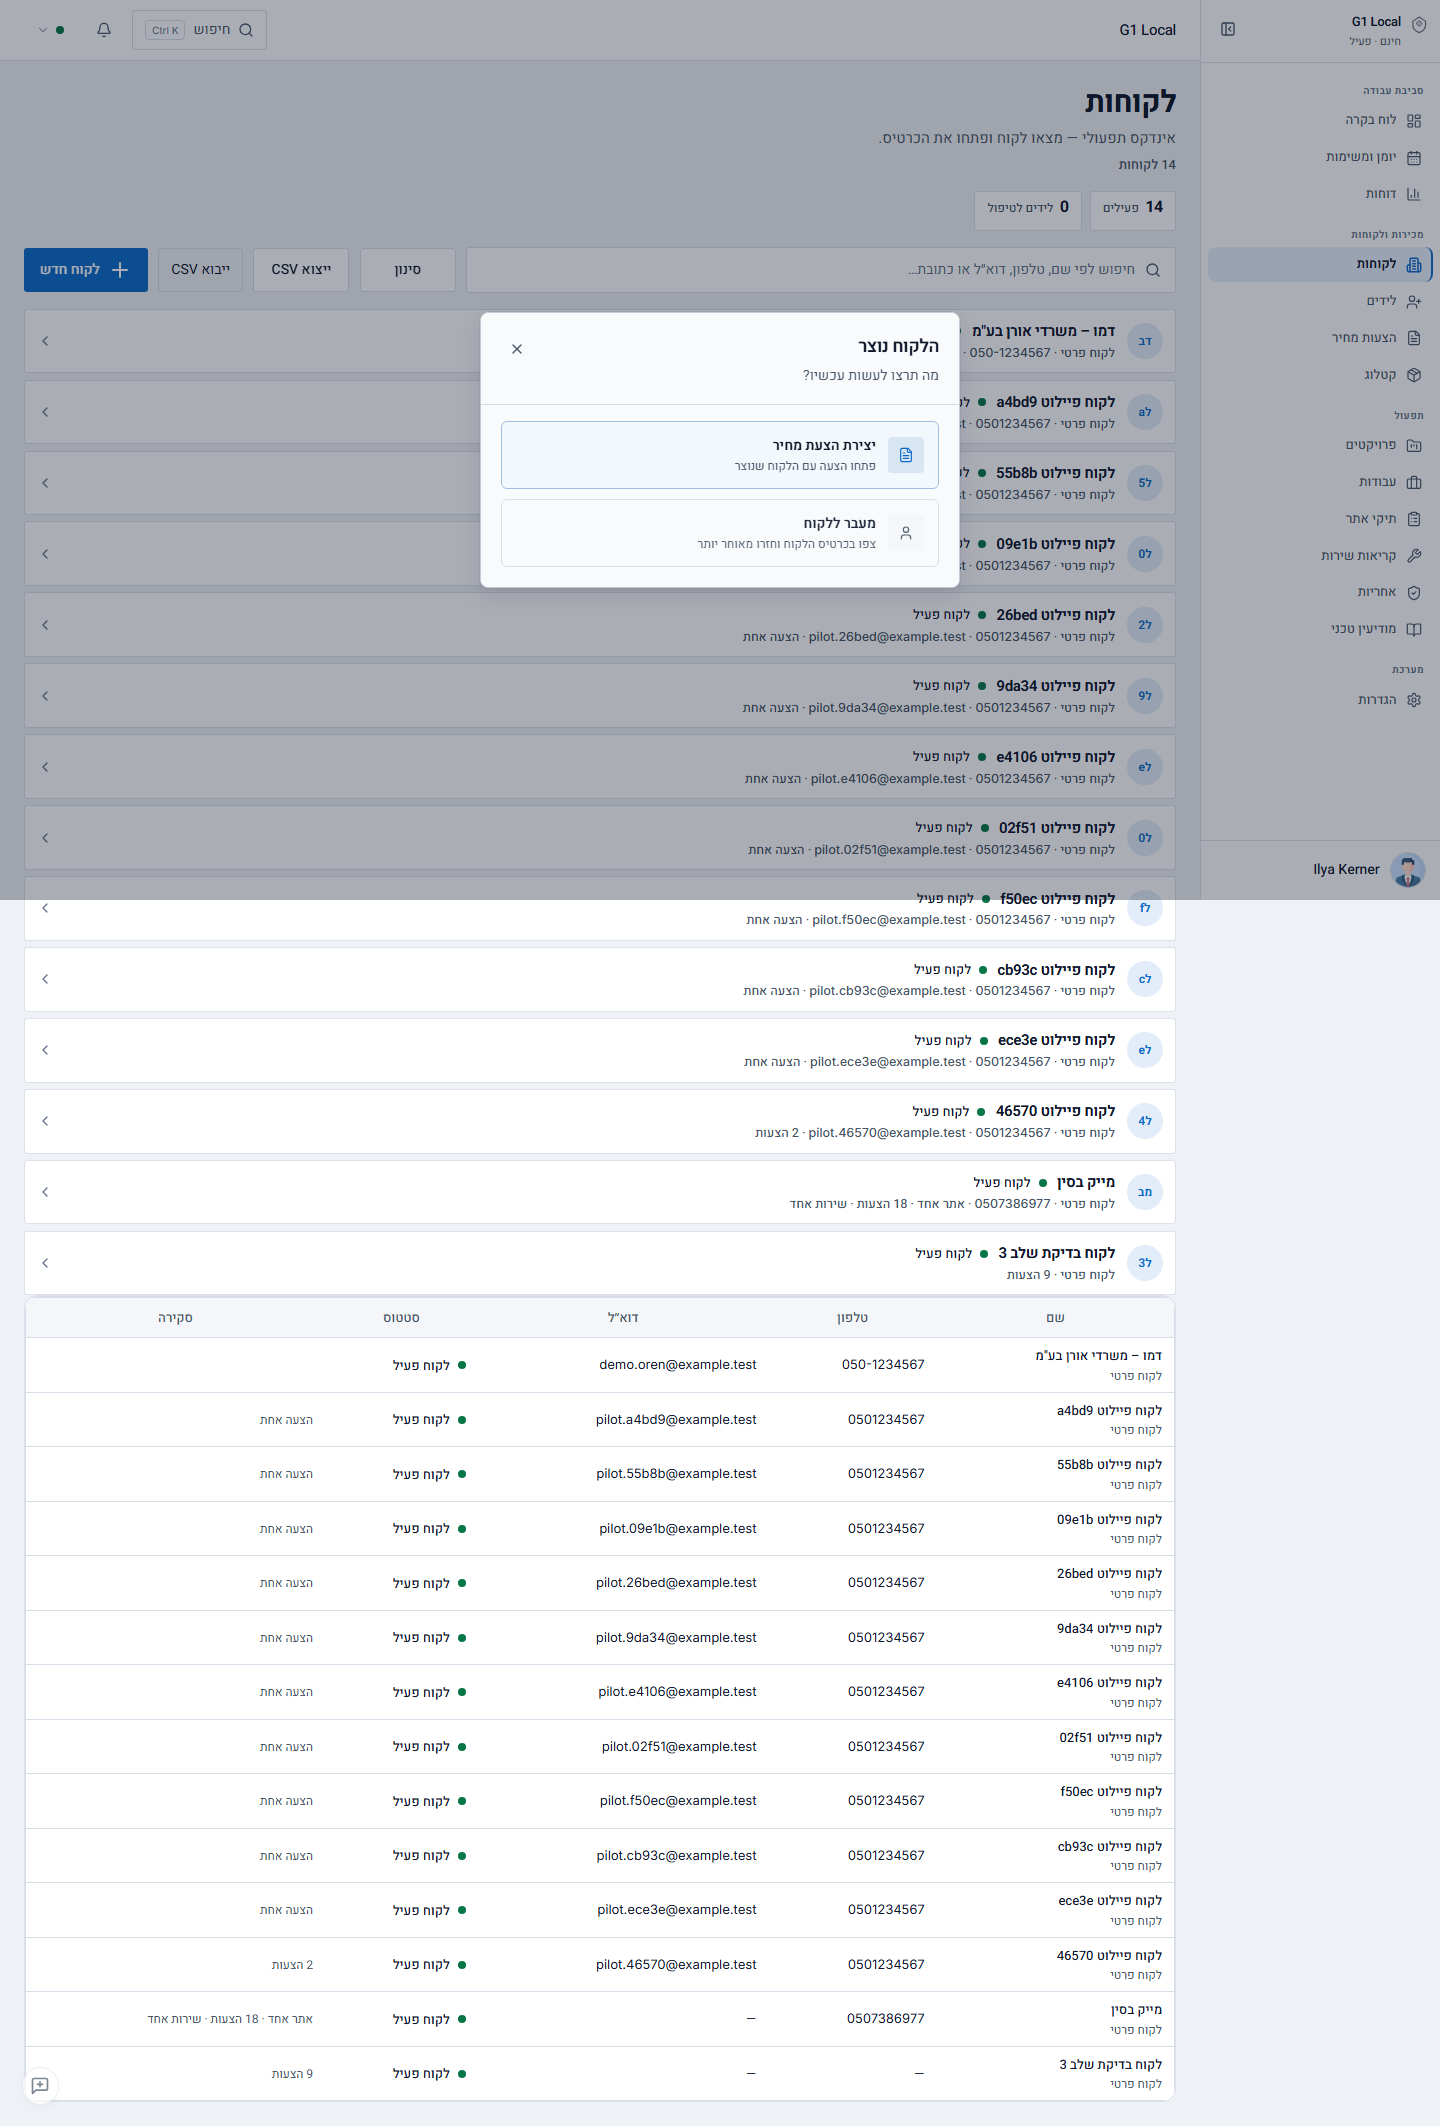 G1 Local
חינם · פעיל
סביבת עבודה
לוח בקרה
יומן ומשימות
דוחות
מכירות ולקוחות
לקוחות
לידים
הצעות מחיר
קטלוג
תפעול
פרויקטים
עבודות
תיקי אתר
קריאות שירות
אחריות
מודיעין טכני
מערכת
הגדרות
Ilya Kerner
G1 Local
חיפוש Ctrl K
לקוחות
אינדקס תפעולי — מצאו לקוח ופתחו את הכרטיס.
14 לקוחות
14 פעילים
0 לידים לטיפול
חיפוש לפי שם, טלפון, דוא״ל או כתובת...
סינון
ייצוא CSV
ייבוא CSV
לקוח חדש
הלקוח נוצר
מה תרצו לעשות עכשיו?
יצירת הצעת מחיר
פתחו הצעה עם הלקוח שנוצר
מעבר ללקוח
צפו בכרטיס הלקוח וחזרו מאוחר יותר
דב
דמו – משרדי אורן בע"מ
לקוח פרטי · 050-1234567 ·
לa
לקוח פיילוט a4bd9
לקוח פרטי · 0501234567 ·
ל5
לקוח פיילוט 55b8b
לקוח פרטי · 0501234567 ·
ל0
לקוח פיילוט 09e1b
לקוח פרטי · 0501234567 ·
ל2
לקוח פיילוט 26bed לקוח פעיל
לקוח פרטי · 0501234567 · pilot.26bed@example.test · הצעה אחת
ל9
לקוח פיילוט 9da34 לקוח פעיל
לקוח פרטי · 0501234567 · pilot.9da34@example.test · הצעה אחת
לe
לקוח פיילוט e4106 לקוח פעיל
לקוח פרטי · 0501234567 · pilot.e4106@example.test · הצעה אחת
ל0
לקוח פיילוט 02f51 לקוח פעיל
לקוח פרטי · 0501234567 · pilot.02f51@example.test · הצעה אחת
לf
לקוח פיילוט f50ec לקוח פעיל
לקוח פרטי · 0501234567 · pilot.f50ec@example.test · הצעה אחת
לc
לקוח פיילוט cb93c לקוח פעיל
לקוח פרטי · 0501234567 · pilot.cb93c@example.test · הצעה אחת
לe
לקוח פיילוט ece3e לקוח פעיל
לקוח פרטי · 0501234567 · pilot.ece3e@example.test · הצעה אחת
ל4
לקוח פיילוט 46570 לקוח פעיל
לקוח פרטי · 0501234567 · pilot.46570@example.test · 2 הצעות
מב
מייק בסין לקוח פעיל
לקוח פרטי · 0507386977 · אתר אחד · 18 הצעות · שירות אחד
ל3
לקוח בדיקת שלב 3 לקוח פעיל
לקוח פרטי · 9 הצעות
שם טלפון דוא״ל סטטוס סקירה
דמו – משרדי אורן בע"מ 050-1234567 demo.oren@example.test לקוח פעיל
לקוח פרטי
לקוח פיילוט a4bd9 0501234567 pilot.a4bd9@example.test לקוח פעיל הצעה אחת
לקוח פרטי
לקוח פיילוט 55b8b 0501234567 pilot.55b8b@example.test לקוח פעיל הצעה אחת
לקוח פרטי
לקוח פיילוט 09e1b 0501234567 pilot.09e1b@example.test לקוח פעיל הצעה אחת
לקוח פרטי
לקוח פיילוט 26bed 0501234567 pilot.26bed@example.test לקוח פעיל הצעה אחת
לקוח פרטי
לקוח פיילוט 9da34 0501234567 pilot.9da34@example.test לקוח פעיל הצעה אחת
לקוח פרטי
לקוח פיילוט e4106 0501234567 pilot.e4106@example.test לקוח פעיל הצעה אחת
לקוח פרטי
לקוח פיילוט 02f51 0501234567 pilot.02f51@example.test לקוח פעיל הצעה אחת
לקוח פרטי
לקוח פיילוט f50ec 0501234567 pilot.f50ec@example.test לקוח פעיל הצעה אחת
לקוח פרטי
לקוח פיילוט cb93c 0501234567 pilot.cb93c@example.test לקוח פעיל הצעה אחת
לקוח פרטי
לקוח פיילוט ece3e 0501234567 pilot.ece3e@example.test לקוח פעיל הצעה אחת
לקוח פרטי
לקוח פיילוט 46570 0501234567 pilot.46570@example.test לקוח פעיל 2 הצעות
לקוח פרטי
מייק בסין 0507386977 — לקוח פעיל אתר אחד · 18 הצעות · שירות אחד
לקוח פרטי
לקוח בדיקת שלב 3 — — לקוח פעיל 9 הצעות
לקוח פרטי